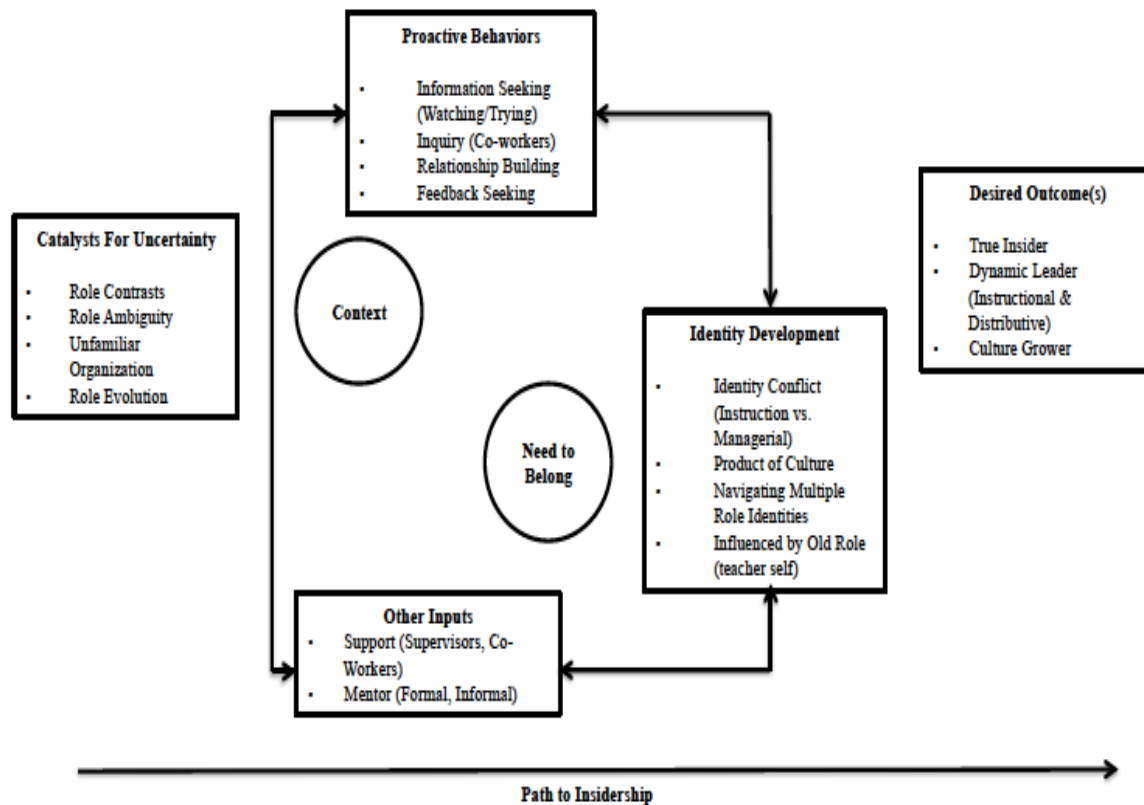 Proactive Behaviors
▪ Information Seeking
(Watching/Trying)
▪ Inquiry (Co-workers)
▪ Relationship Building
▪ Feedback Seeking
Catalysts For Uncertainty
▪ Role Contrasts
▪ Role Ambiguity
▪ Unfamiliar
Organization
▪ Role Evolution
Context
Need to
Belong
Identity Development
▪ Identity Conflict
(Instruction vs.
Managerial)
▪ Product of Culture
▪ Navigating Multiple
Role Identities
▪ Influenced by Old Role
(teacher self)
Desired Outcome(s)
▪ True Insider
▪ Dynamic Leader
(Instructional &
Distributive)
▪ Culture Grower
Other Inputs
▪ Support (Supervisors, Co-
Workers)
▪ Mentor (Formal, Informal)
Path to Insidership